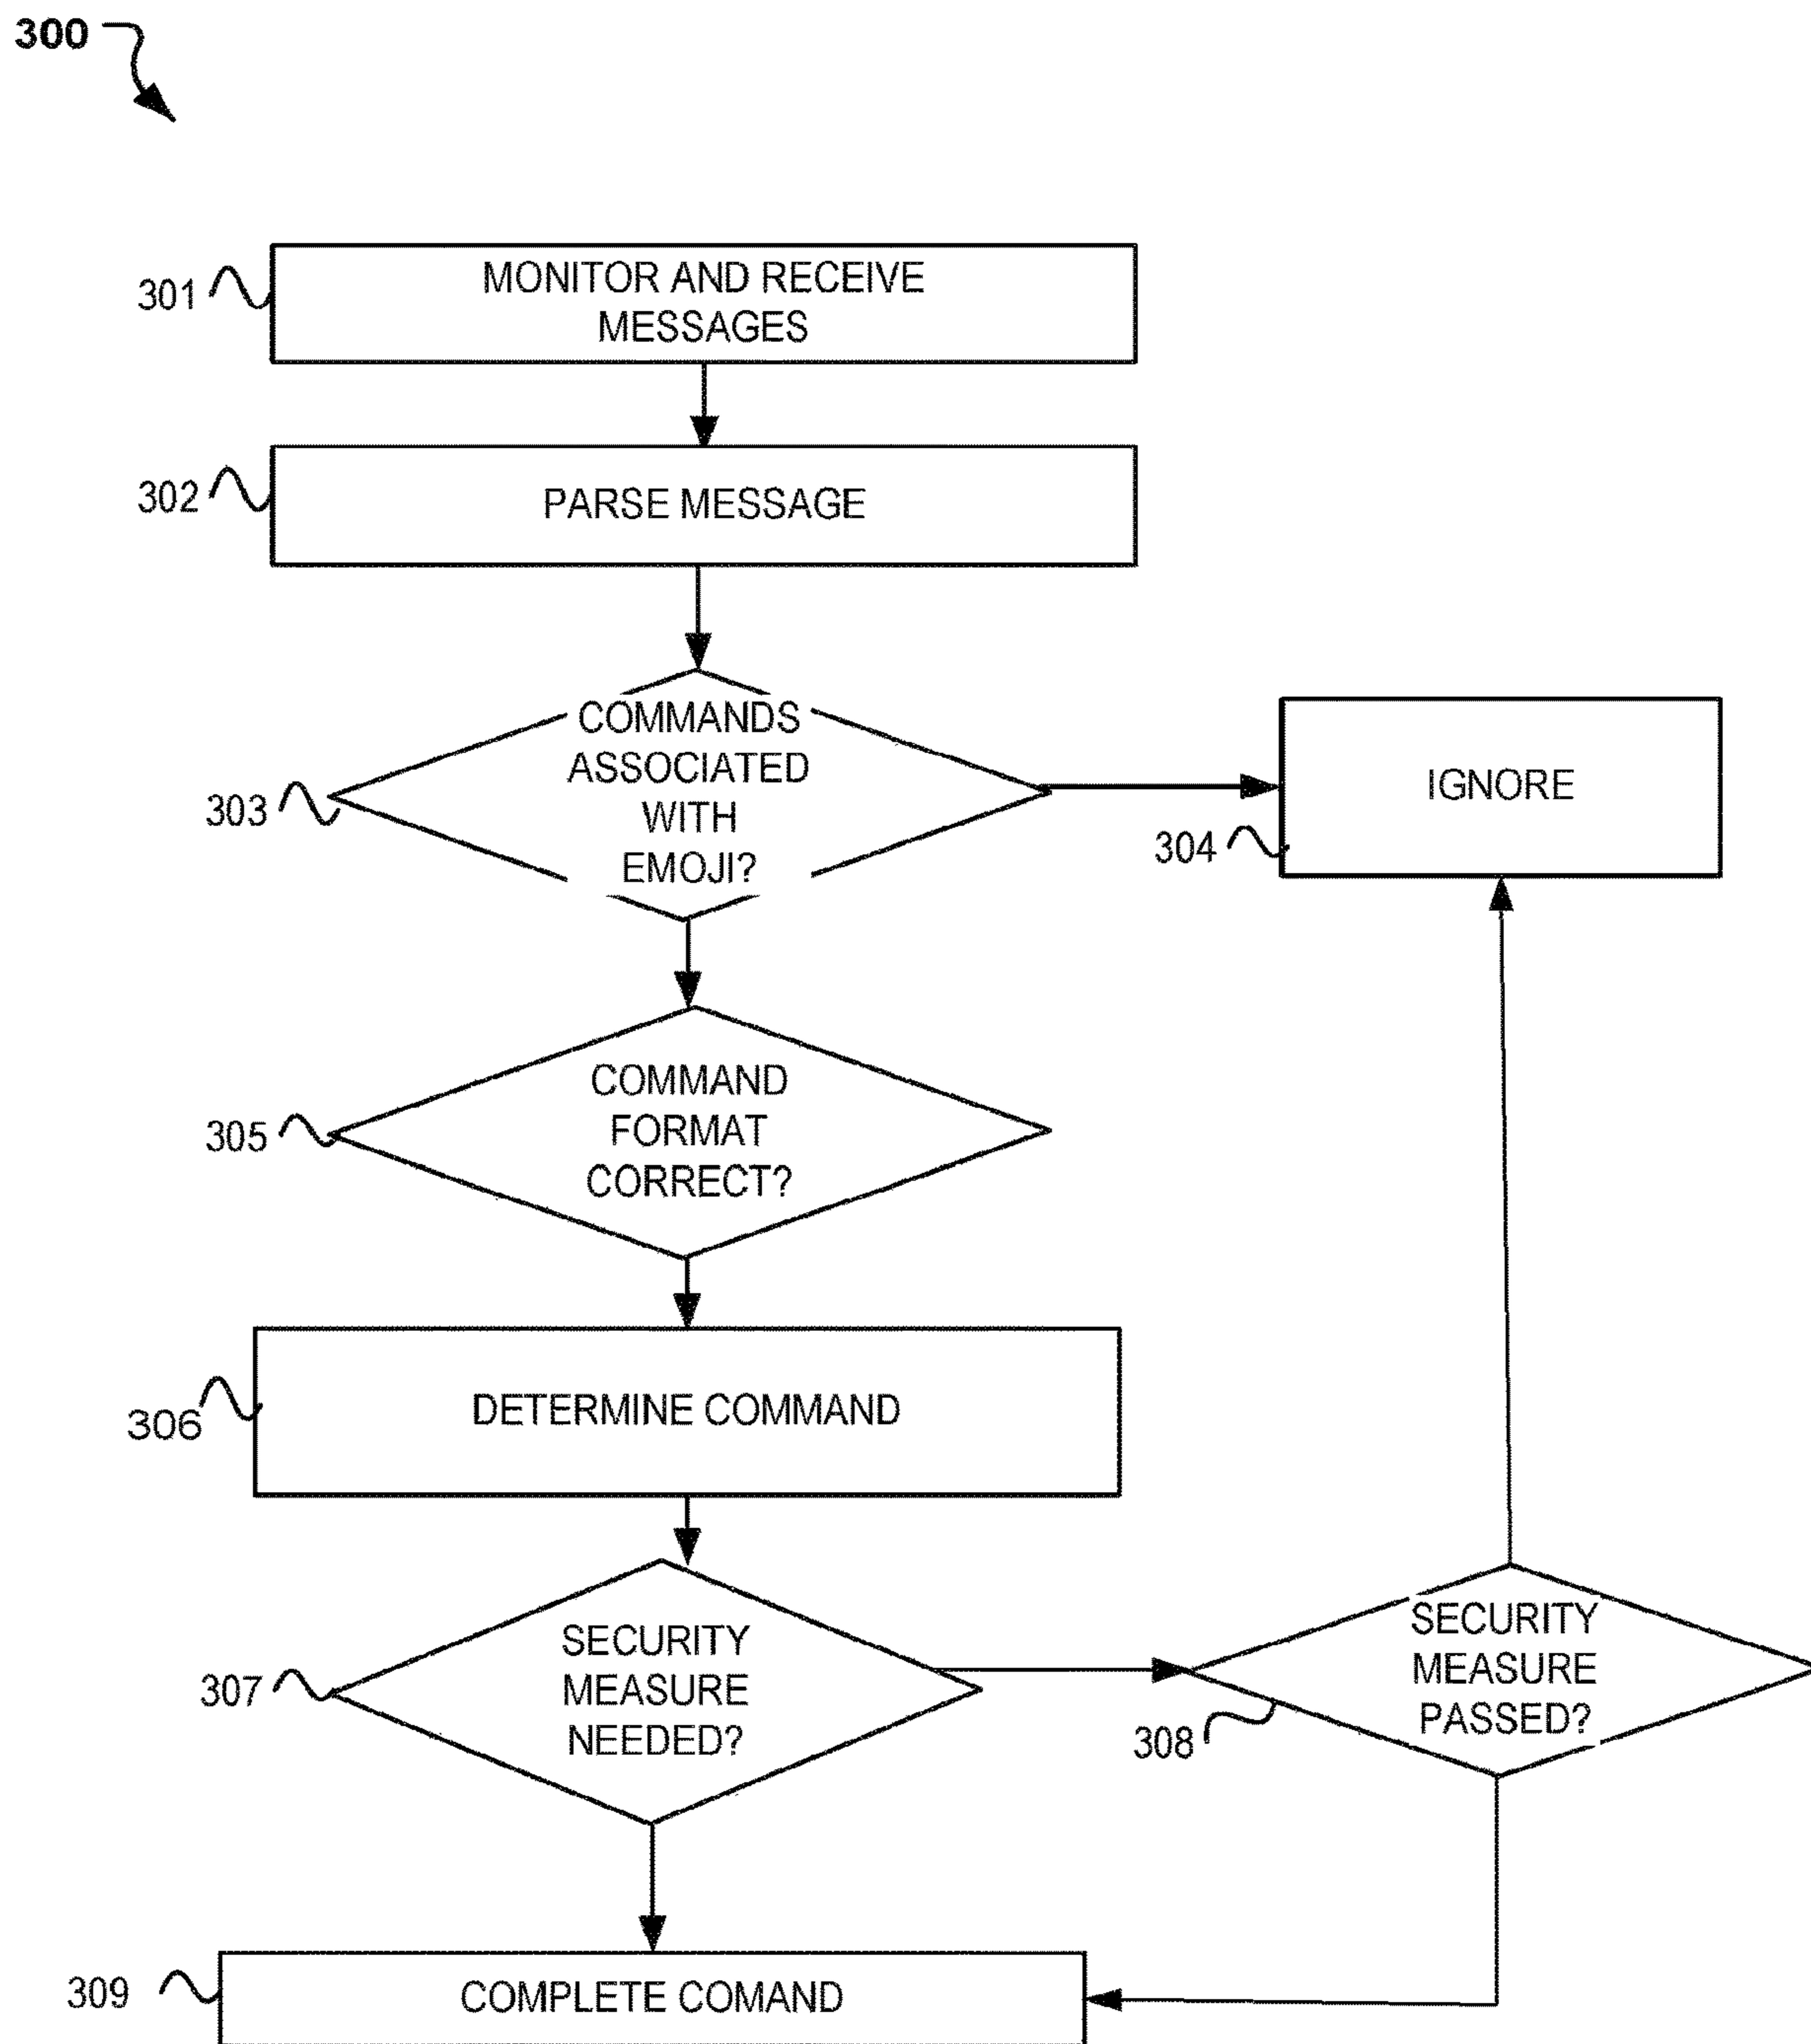 300
301
MONITOR AND RECEIVE
MESSAGES
302
PARSE MESSAGE
303
COMMANDS
ASSOCIATED
WITH
EMOJI?
304
IGNORE
305
COMMAND
FORMAT
CORRECT?
306
DETERMINE COMMAND
307
SECURITY
MEASURE
NEEDED?
308
SECURITY
MEASURE
PASSED?
309
COMPLETE COMAND